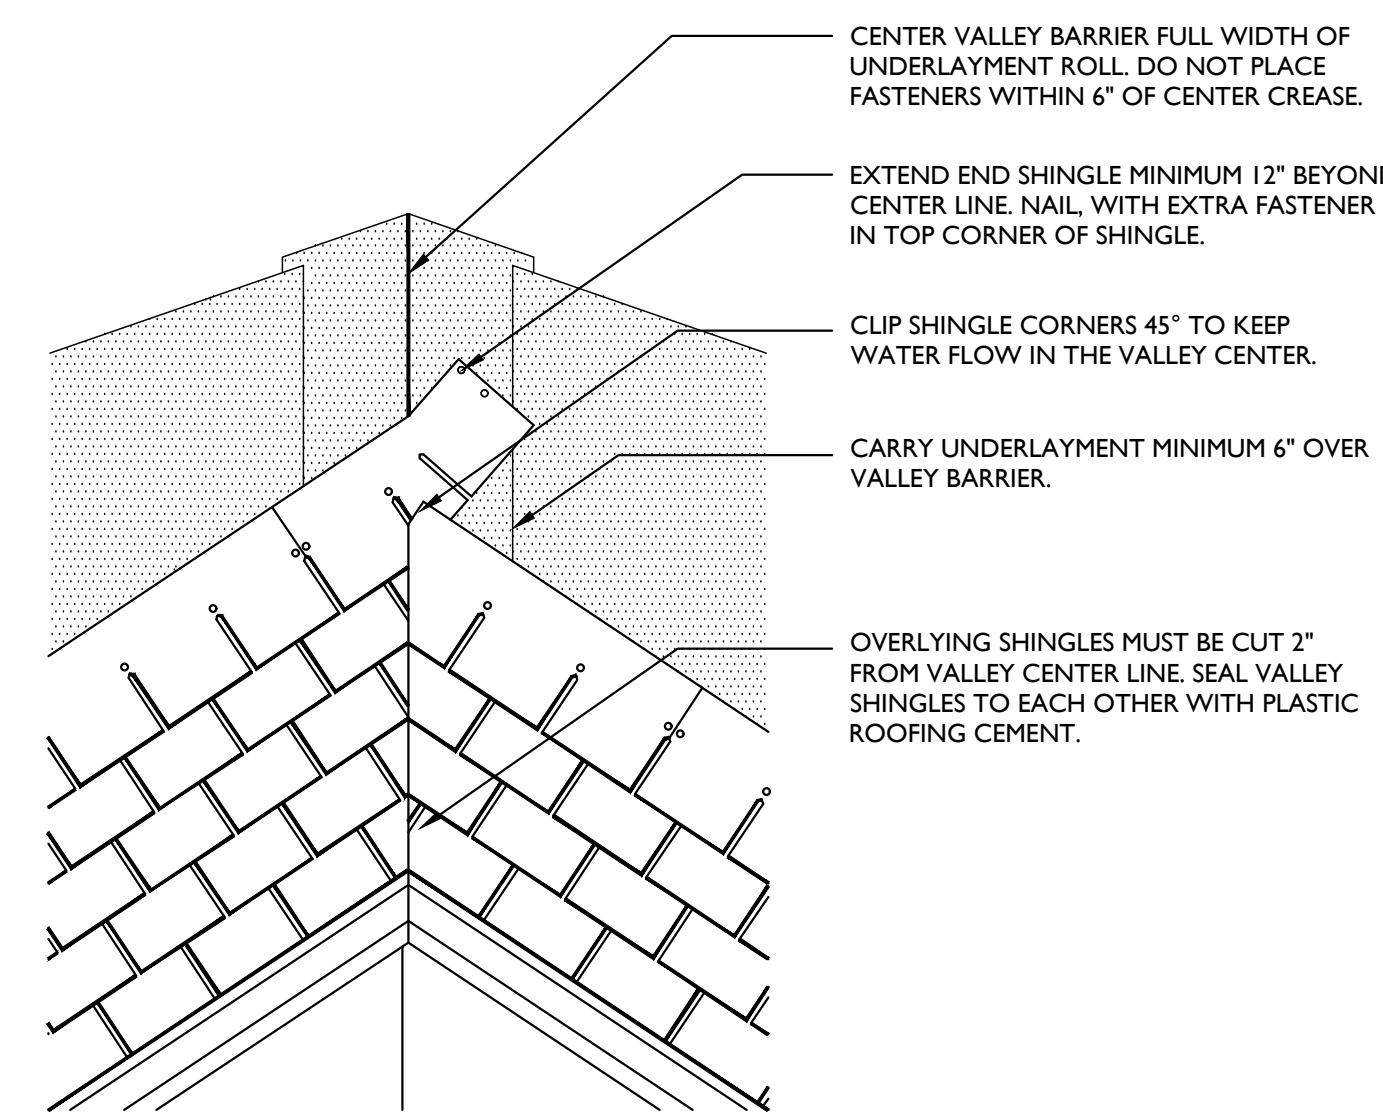 CENTER VALLEY BARRIER FULL WIDTH OF
UNDERLAYMENT ROLL. DO NOT PLACE
FASTENERS WITHIN 6" OF CENTER CREASE.
EXTEND END SHINGLE MINIMUM 12" BEYOND
CENTER LINE. NAIL, WITH EXTRA FASTENER
IN TOP CORNER OF SHINGLE.
CLIP SHINGLE CORNERS 45° TO KEEP
WATER FLOW IN THE VALLEY CENTER.
CARRY UNDERLAYMENT MINIMUM 6" OVER
VALLEY BARRIER.
OVERLYING SHINGLES MUST BE CUT 2"
FROM VALLEY CENTER LINE. SEAL VALLEY
SHINGLES TO EACH OTHER WITH PLASTIC
ROOFING CEMENT.